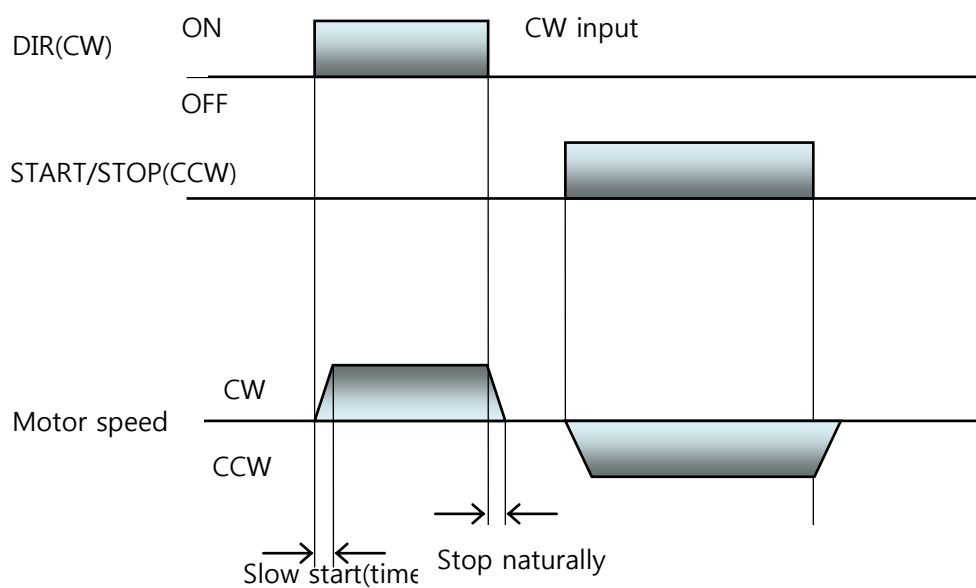 DIR(CW)
ON
CW input
OFF
START/STOP(CCW)
CW
Motor speed
CCW
Stop naturally
Slow start(time